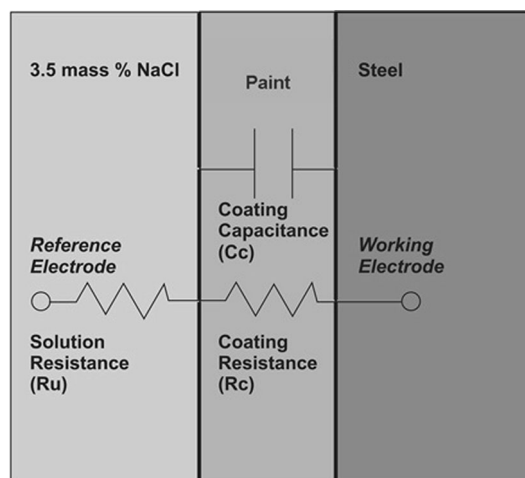 3.5 mass % NaCl
Paint
Steel
Coating
Capacitance
(Cc)
Reference
Electrode
Working
Electrode
Solution
Resistance
(Ru)
Coating
Resistance
(Rc)